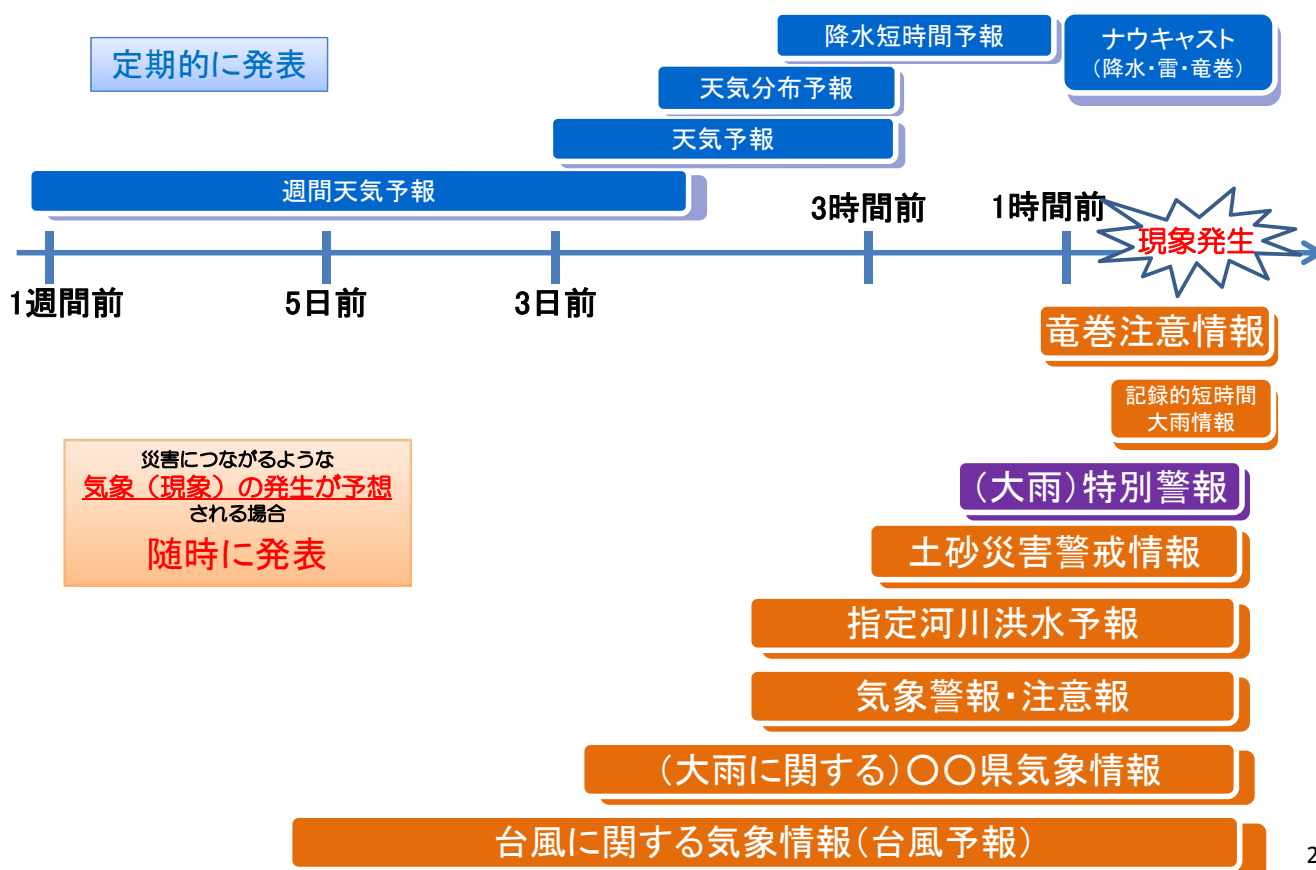 定期的に発表
降水短時間予報
ナウキャスト
（降水・雷・竜巻）
天気分布予報
天気予報
週間天気予報
3時間前
1時間前
現象発生
1週間前
5日前
3日前
竜巻注意情報
記録的短時間
大雨情報
災害につながるような
気象（現象）の発生が予想
される場合
随時に発表
（大雨）特別警報
土砂災害警戒情報
指定河川洪水予報
気象警報・注意報
（大雨に関する）〇〇県気象情報
台風に関する気象情報（台風予報）
2